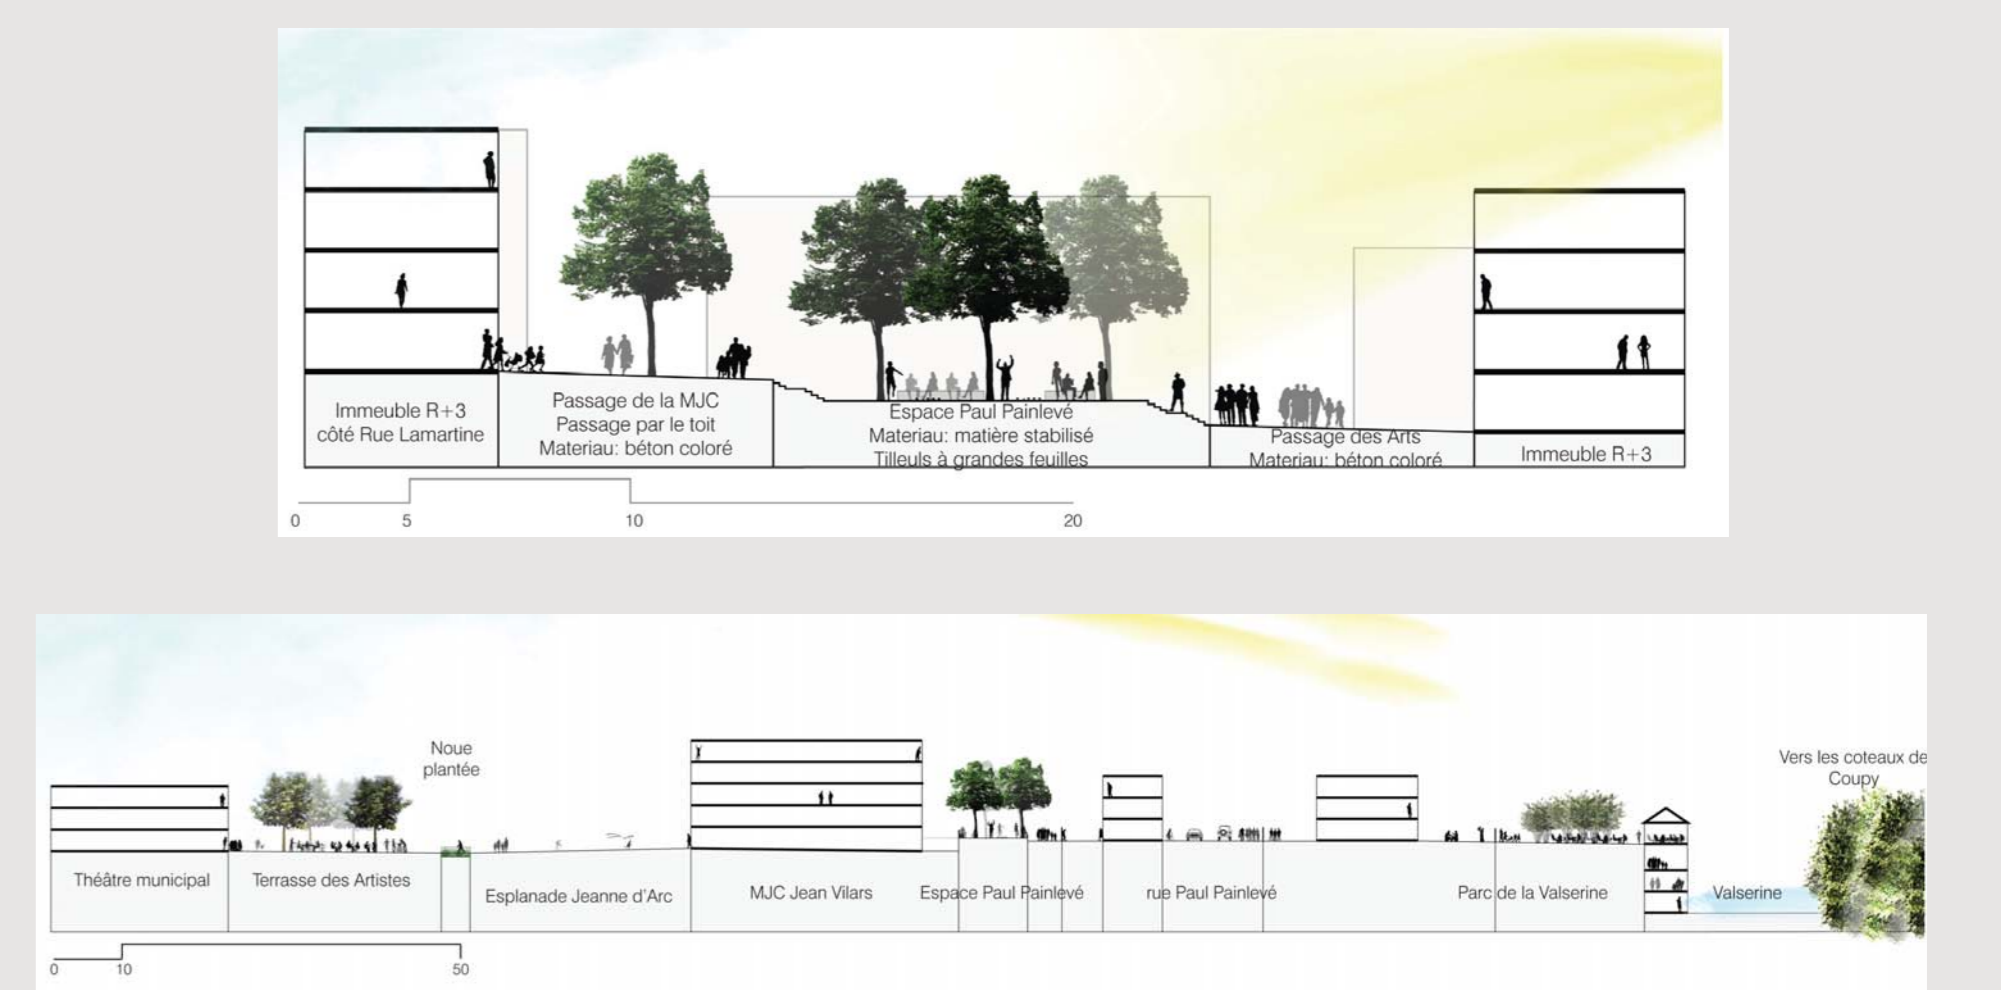 Immeuble R+3
côté Rue Lamartine
Passage de la MJC
Passage par le toit
Materiau: béton coloré
Espace Paul Painlevé
Materiau: matière stabilisé
Tilleuls à grandes feuilles
Passage des Arts
Materiau: béton coloré
Immeuble R+3
0 5 10 20
Noue
plantée
Vers les coteaux de
Coupy
Théâtre municipal
Terrasse des Artistes
Esplanade Jeanne d'Arc
MJC Jean Vilars
Espace Paul Painlevé
rue Paul Painlevé
Parc de la Valserine
Valserine
0 10 50